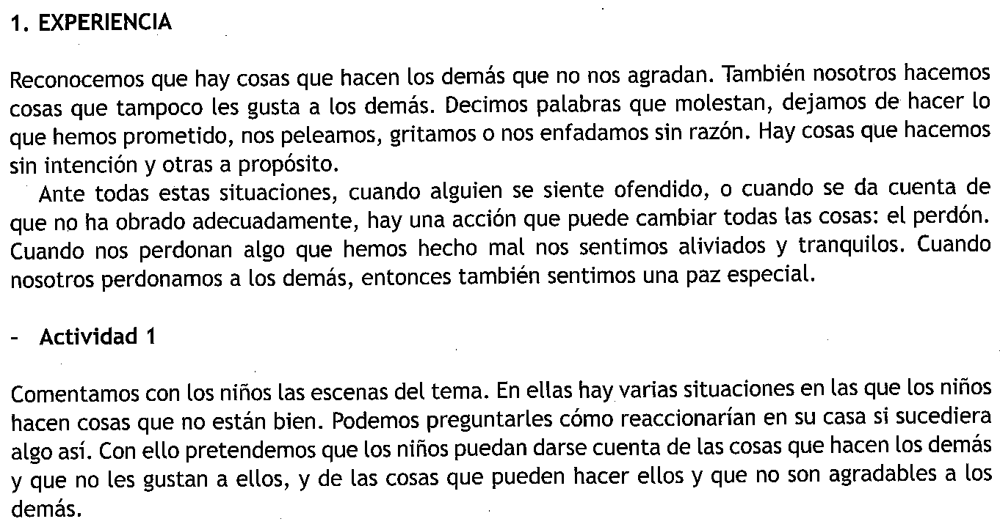 1. EXPERIENCIA
Reconocemos que hay cosas que hacen los demás que no nos agradan. También nosotros hacemos
cosas que tampoco les gusta a los demás. Decimos palabras que molestan, dejamos de hacer lo
que hemos prometido, nos peleamos, gritamos o nos enfadamos sin razón. Hay cosas que hacemos
sin intención y otras a propósito.
Ante todas estas situaciones, cuando alguien se siente ofendido, o cuando se da cuenta de
que no ha obrado adecuadamente, hay una acción que puede cambiar todas las cosas: el perdón.
Cuando nos perdonan algo que hemos hecho mal nos sentimos aliviados y tranquilos. Cuando
nosotros perdonamos a los demás, entonces también sentimos una paz especial.
- Actividad 1
Comentamos con los niños las escenas del tema. En ellas hay varias situaciones en las que los niños
hacen cosas que no están bien. Podemos preguntarles cómo reaccionarían en su casa si sucediera
algo así. Con ello pretendemos que los niños puedan darse cuenta de las cosas que hacen los demás
y que no les gustan a ellos, y de las cosas que pueden hacer ellos y que no son agradables a los
demás.